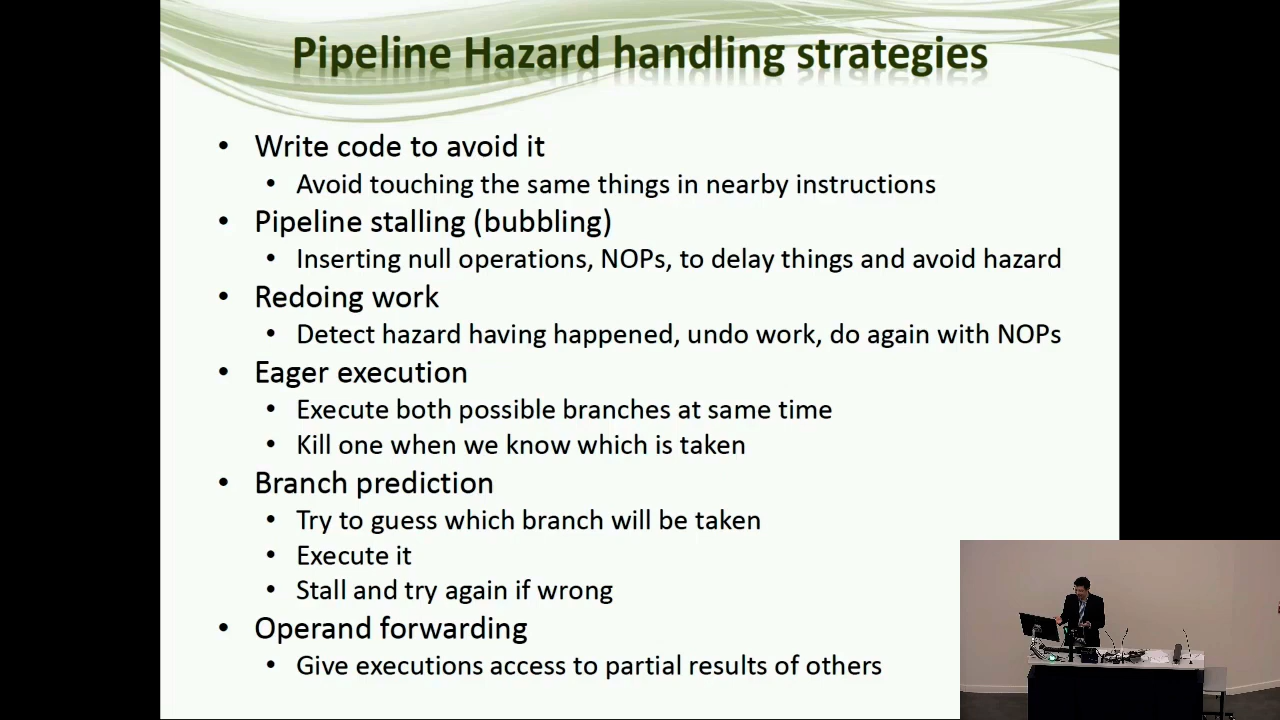 Pipeline Hazard handling strategies
• Write code to avoid it
• Avoid touching the same things in nearby instructions
• Pipeline stalling (bubbling)
• Inserting null operations, NOPs, to delay things and avoid hazard
• Redoing work
• Detect hazard having happened, undo work, do again with NOPs
• Eager execution
• Execute both possible branches at same time
• Kill one when we know which is taken
• Branch prediction
• Try to guess which branch will be taken
• Execute it
• Stall and try again if wrong
• Operand forwarding
• Give executions access to partial results of others